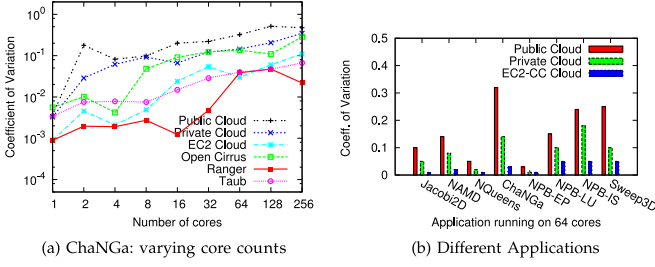 10^0
10^-1
10^-2
10^-3
10^-4
Coefficient of Variation
1 2 4 8 16 32 64 128 256
Number of cores
Public Cloud
Private Cloud
EC2 Cloud
Open Cirrus
Ranger
Taub
(a) ChaNGa: varying core counts
0.5
0.4
0.3
0.2
0.1
0
Coeff. of Variation
Public Cloud
Private Cloud
EC2-CC Cloud
Jacobi2D
NAMD
NQueens
ChaNGa
NPB-EP
NPB-LU
NPB-IS
Sweep3D
Application running on 64 cores
(b) Different Applications